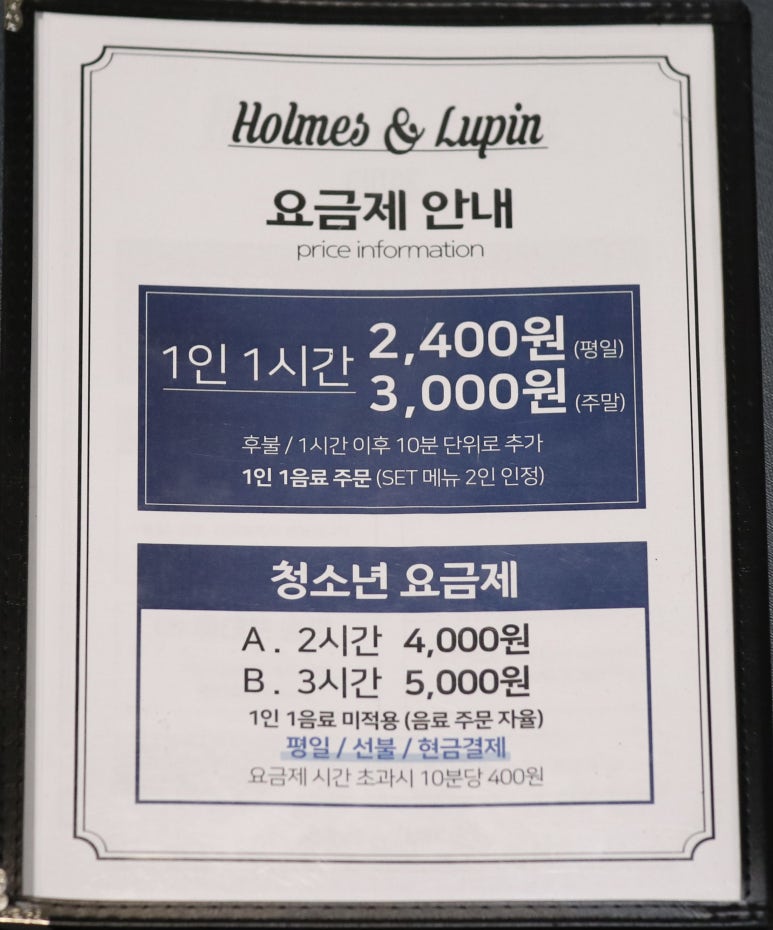 Holmes & Lupin
요금제 안내
price information
1인 1시간 2,400원 (평일)
3,000원 (주말)
후불 / 1시간 이후 10분 단위로 추가
1인 1음료 주문 (SET 메뉴 2인 인정)
청소년 요금제
A. 2시간 4,000원
B. 3시간 5,000원
1인 1음료 미적용 (음료 주문 자율)
평일 / 선불 / 현금결제
요금제 시간 초과시 10분당 400원